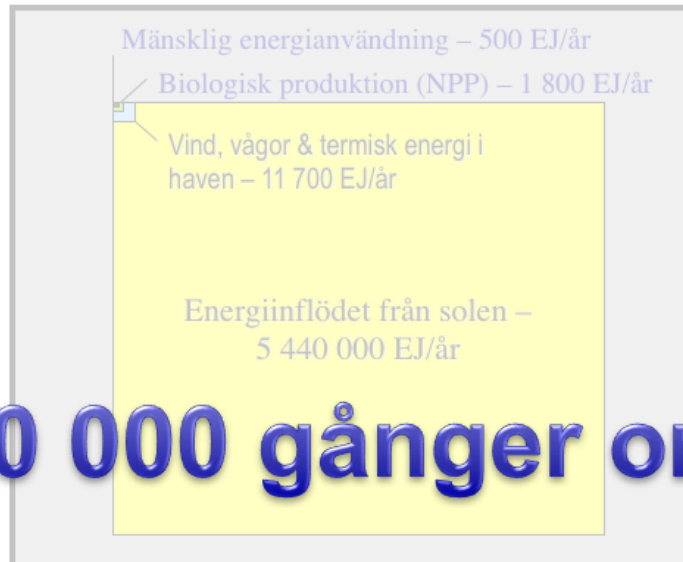 Mänsklig energianvändning – 500 EJ/år
Biologisk produktion (NPP) – 1 800 EJ/år
Vind, vågor & termisk energi i
haven – 11 700 EJ/år
Energiinflödet från solen –
5 440 000 EJ/år
0 000 gånger